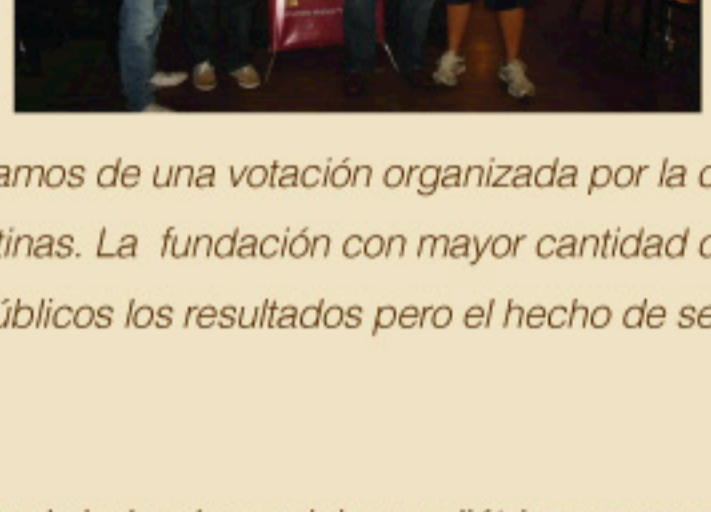 amos de una votación organizada por la
tinas. La fundación con mayor cantidad
úblicos los resultados pero el hecho de se